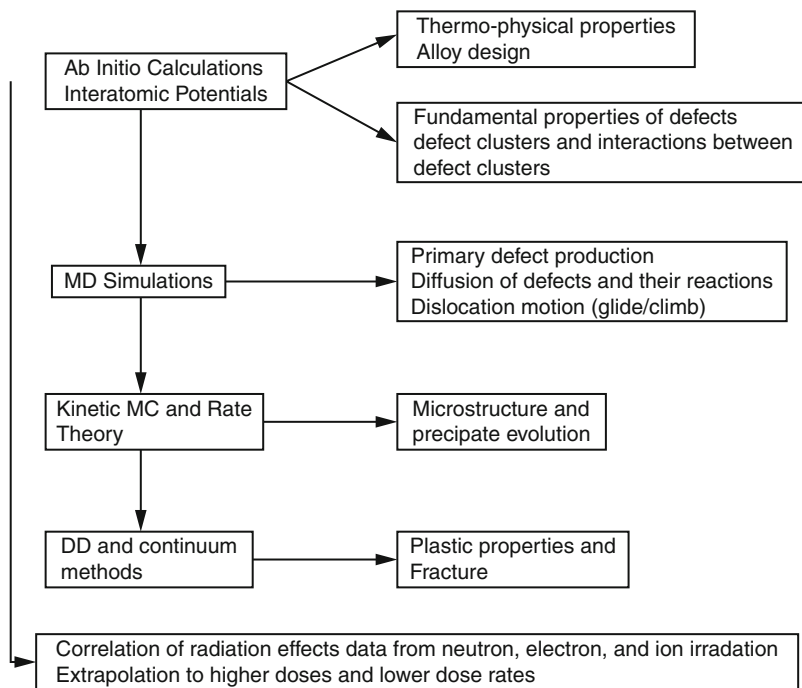 Ab Initio Calculations
Interatomic Potentials
Thermo-physical properties
Alloy design
Fundamental properties of defects
defect clusters and interactions between
defect clusters
MD Simulations
Primary defect production
Diffusion of defects and their reactions
Dislocation motion (glide/climb)
Kinetic MC and Rate
Theory
Microstructure and
precipate evolution
DD and continuum
methods
Plastic properties and
Fracture
Correlation of radiation effects data from neutron, electron, and ion irradation
Extrapolation to higher doses and lower dose rates